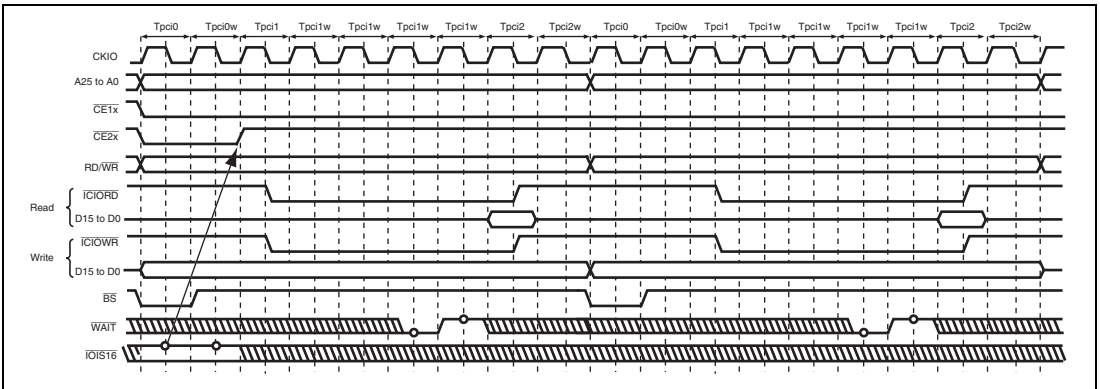 Tpci0 Tpci0w Tpci1 Tpci1w Tpci1w Tpci1w Tpci1w Tpci2 Tpci2w Tpci0 Tpci0w Tpci1 Tpci1w Tpci1w Tpci1w Tpci1w Tpci2 Tpci2w
CKIO
A25 to A0
CE1x
CE2x
RD/WR
ICIORD
Read
D15 to D0
ICIOWR
Write
D15 to D0
BS
WAIT
IOIS16